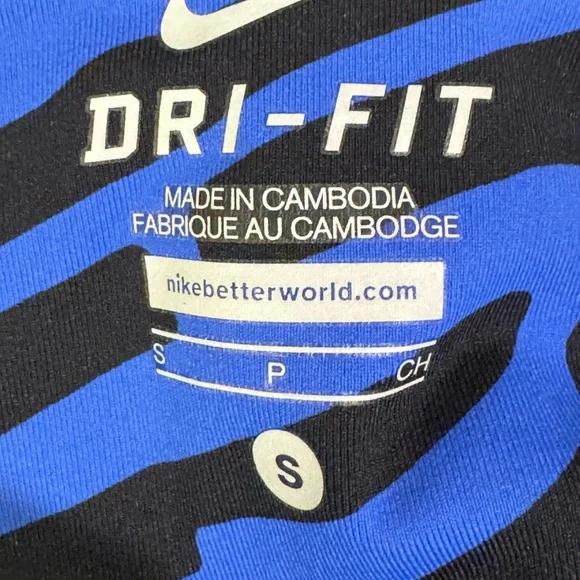 DRI-FIT
MADE IN CAMBODIA
FABRIQUE AU CAMBODGE
nikebetterworld.com
S P CH
S